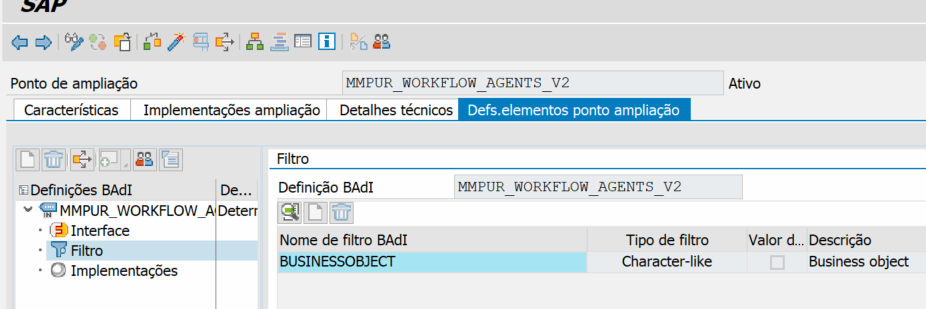 SAP
Ponto de ampliação MMPUR_WORKFLOW_AGENTS_V2 Ativo
Características Implementações ampliação Detalhes técnicos Defs.elementos ponto ampliação
Filtro
Definições BAdI De...
Definição BAdI MMPUR_WORKFLOW_AGENTS_V2
MMPUR_WORKFLOW_A Deterr
Interface
Filtro
Implementações
Nome de filtro BAdI Tipo de filtro Valor d... Descrição
BUSINESSOBJECT Character-like Business object